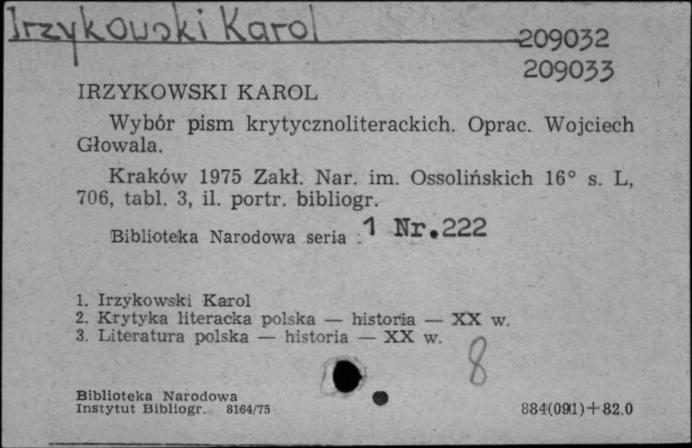 Irzykowski Karol
209032
209033
IRZYKOWSKI KAROL
Wybór pism krytycznoliterackich. Oprac. Wojciech
Głowala.
Kraków 1975 Zakł. Nar. im. Ossolińskich 16° s. L,
706, tabl. 3, il. portr. bibliogr.
Biblioteka Narodowa seria : 1 Nr.222
1. Irzykowski Karol
2. Krytyka literacka polska — historia — XX w.
3. Literatura polska — historia — XX w.
8
Biblioteka Narodowa
Instytut Bibliogr. 8164/75
884(091)+82.0